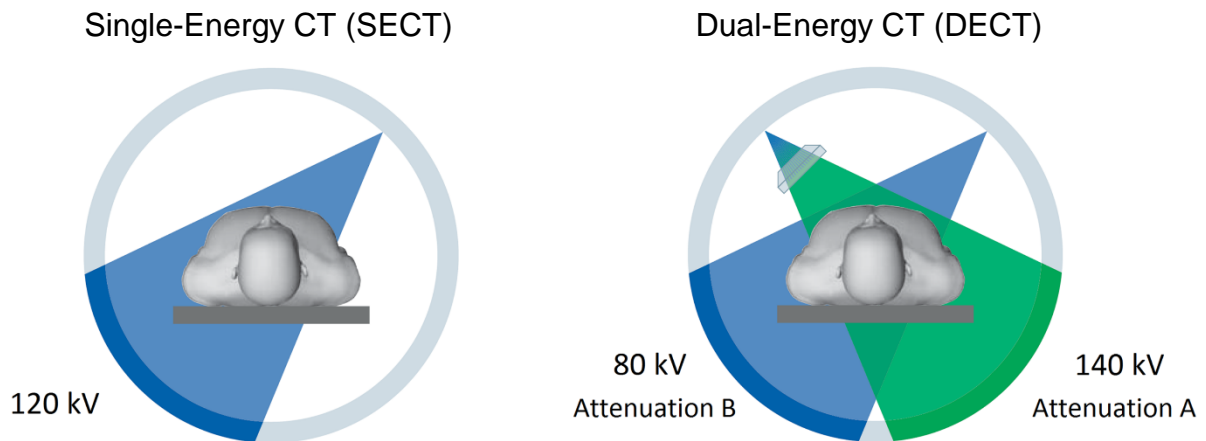 Single-Energy CT (SECT)
Dual-Energy CT (DECT)
120 kV
80 kV
Attenuation B
140 kV
Attenuation A